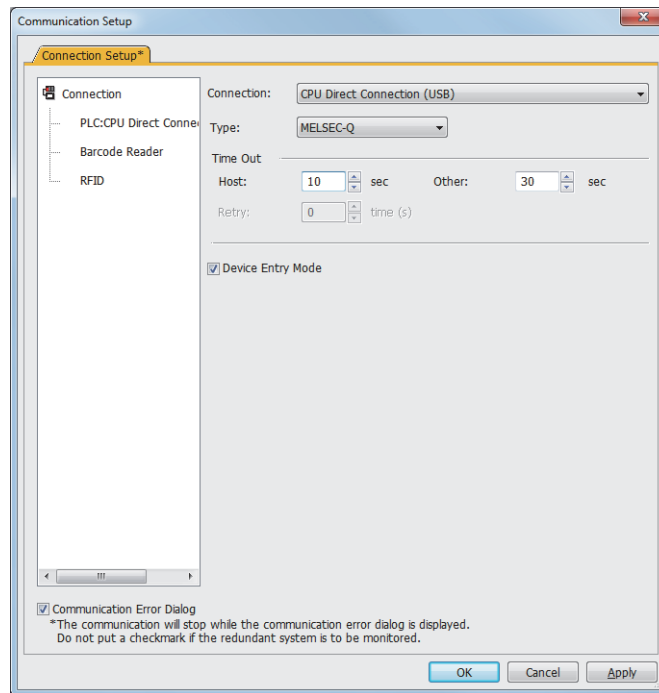 Communication Setup
Connection Setup*
Connection
PLC:CPU Direct Conne
Barcode Reader
RFID
Connection: CPU Direct Connection (USB)
Type: MELSEC-Q
Time Out
Host: 10 sec Other: 30 sec
Retry: 0 time (s)
Device Entry Mode
Communication Error Dialog
*The communication will stop while the communication error dialog is displayed.
Do not put a checkmark if the redundant system is to be monitored.
OK Cancel Apply